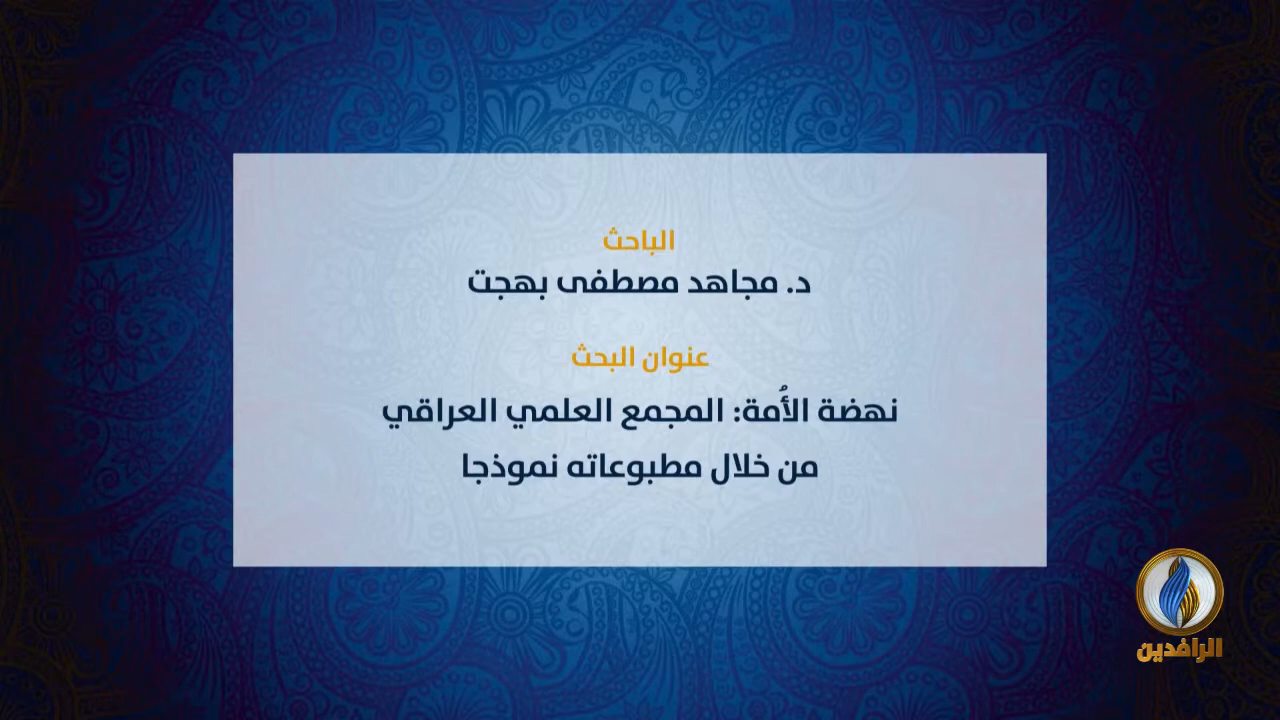 الباحث
د. مجاهد مصطفى بهجت
عنوان البحث
نهضة الأُمة: المجمع العلمي العراقي
من خلال مطبوعاته نموذجا
الرافدين